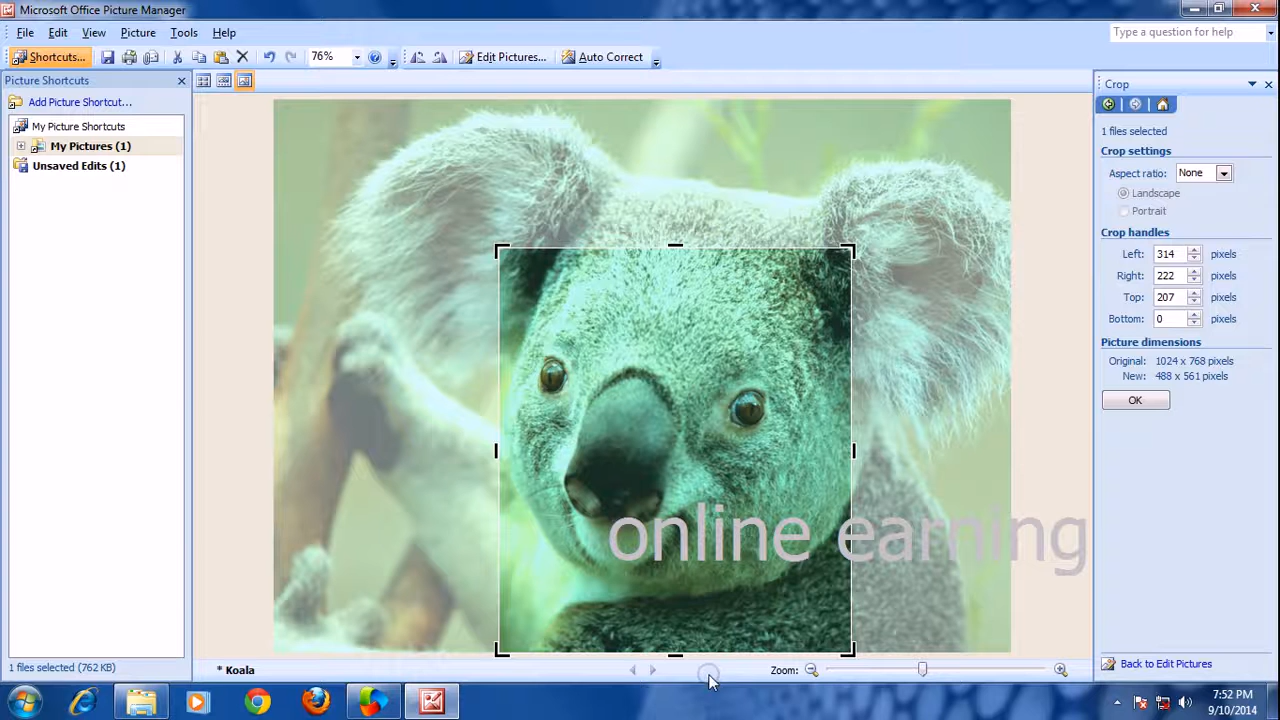 Microsoft Office Picture Manager
File Edit View Picture Tools Help
Type a question for help
Shortcuts... 76% Edit Pictures... Auto Correct
Picture Shortcuts
Add Picture Shortcut...
My Picture Shortcuts
My Pictures (1)
Unsaved Edits (1)
1 files selected (762 KB)
online earning
* Koala
Zoom:
Crop
1 files selected
Crop settings
Aspect ratio: None
Landscape
Portrait
Crop handles
Left: 314 pixels
Right: 222 pixels
Top: 207 pixels
Bottom: 0 pixels
Picture dimensions
Original: 1024 x 768 pixels
New: 488 x 561 pixels
OK
Back to Edit Pictures
7:52 PM
9/10/2014